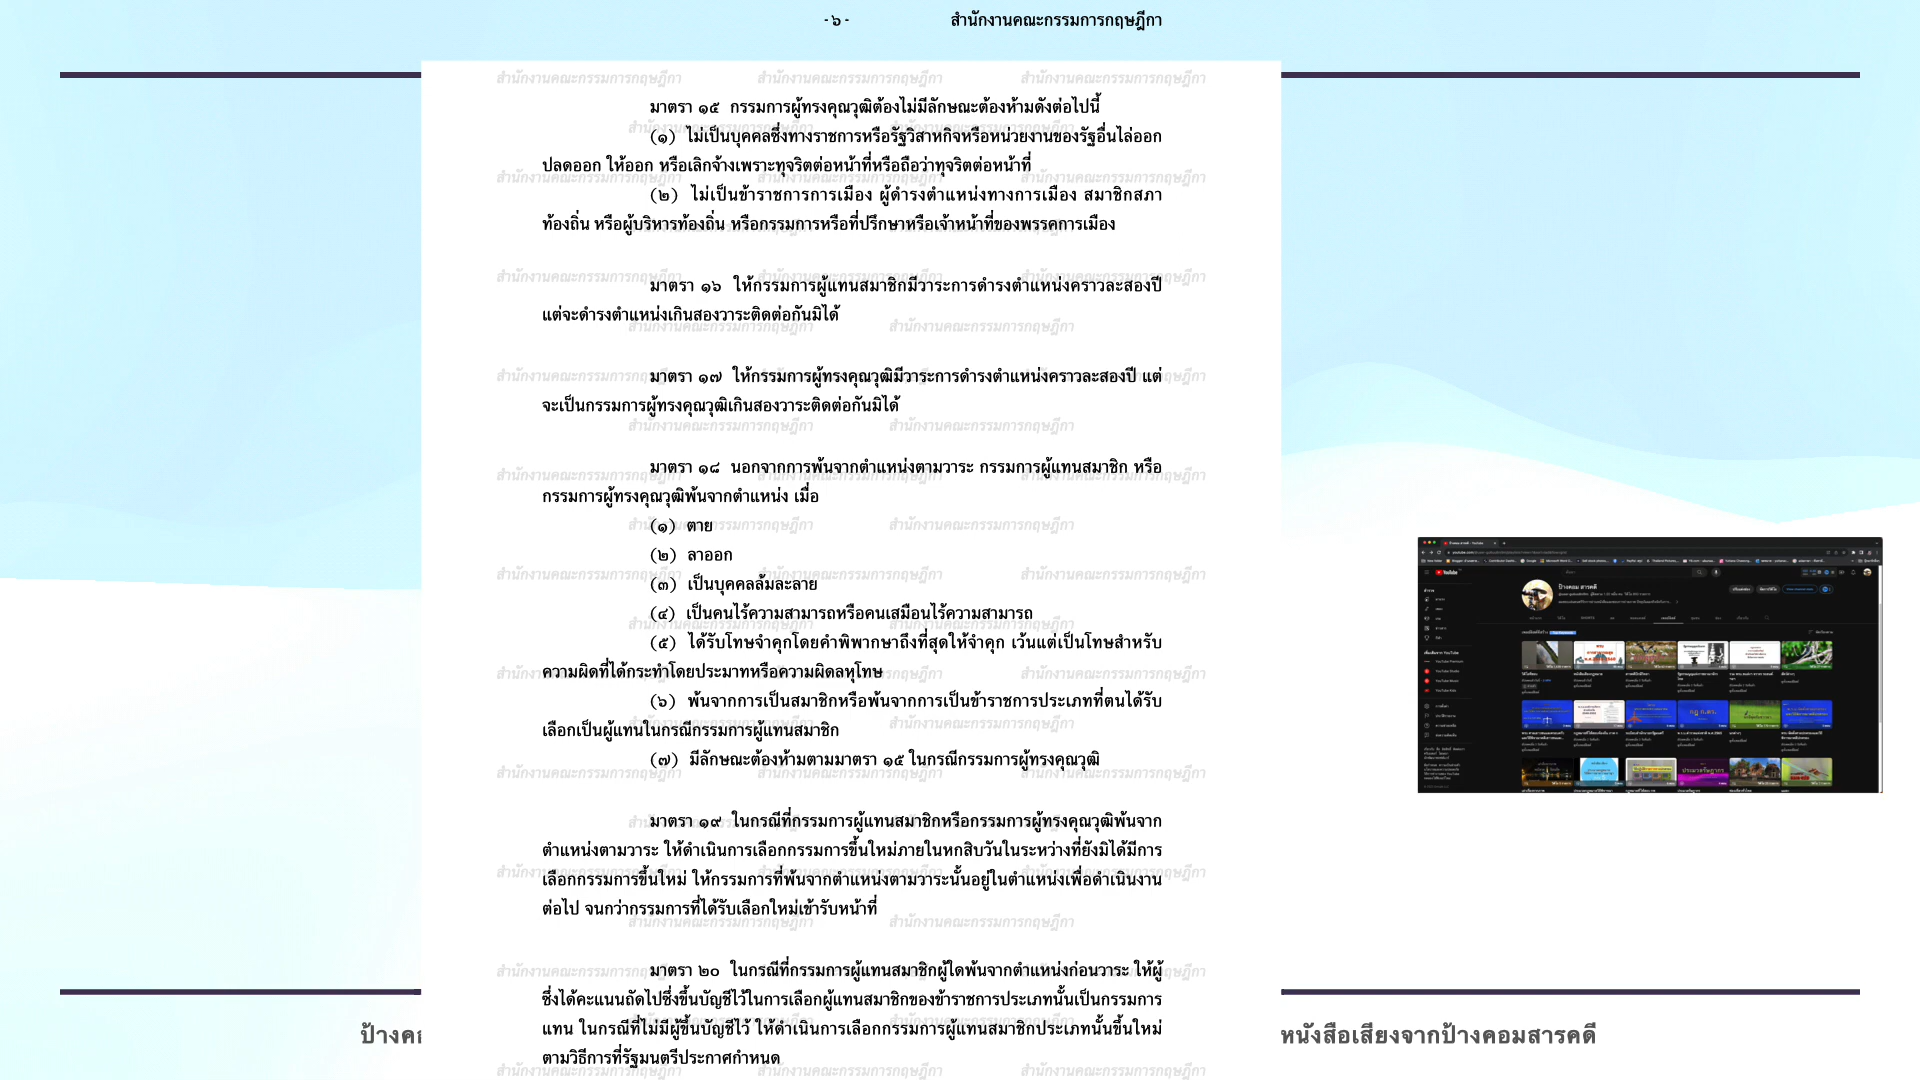 - ๖ - สำนักงานคณะกรรมการกฤษฎีกา
มาตรา ๑๕ กรรมการผู้ทรงคุณวุฒิต้องไม่มีลักษณะต้องห้ามดังต่อไปนี้
(๑) ไม่เป็นบุคคลซึ่งทางราชการหรือรัฐวิสาหกิจหรือหน่วยงานของรัฐอื่นไล่ออก
ปลดออก ให้ออก หรือเลิกจ้างเพราะทุจริตต่อหน้าที่หรือถือว่าทุจริตต่อหน้าที่
(๒) ไม่เป็นข้าราชการการเมือง ผู้ดำรงตำแหน่งทางการเมือง สมาชิกสภา
ท้องถิ่น หรือผู้บริหารท้องถิ่น หรือกรรมการหรือที่ปรึกษาหรือเจ้าหน้าที่ของพรรคการเมือง
มาตรา ๑๖ ให้กรรมการผู้แทนสมาชิกมีวาระการดำรงตำแหน่งคราวละสองปี
แต่จะดำรงตำแหน่งเกินสองวาระติดต่อกันมิได้
มาตรา ๑๗ ให้กรรมการผู้ทรงคุณวุฒิมีวาระการดำรงตำแหน่งคราวละสองปี แต่
จะเป็นกรรมการผู้ทรงคุณวุฒิเกินสองวาระติดต่อกันมิได้
มาตรา ๑๘ นอกจากการพ้นจากตำแหน่งตามวาระ กรรมการผู้แทนสมาชิก หรือ
กรรมการผู้ทรงคุณวุฒิพ้นจากตำแหน่ง เมื่อ
(๑) ตาย
(๒) ลาออก
(๓) เป็นบุคคลล้มละลาย
(๔) เป็นคนไร้ความสามารถหรือคนเสมือนไร้ความสามารถ
(๕) ได้รับโทษจำคุกโดยคำพิพากษาถึงที่สุดให้จำคุก เว้นแต่เป็นโทษสำหรับ
ความผิดที่ได้กระทำโดยประมาทหรือความผิดลหุโทษ
(๖) พ้นจากการเป็นสมาชิกหรือพ้นจากการเป็นข้าราชการประเภทที่ตนได้รับ
เลือกเป็นผู้แทนในกรณีกรรมการผู้แทนสมาชิก
(๗) มีลักษณะต้องห้ามตามมาตรา ๑๕ ในกรณีกรรมการผู้ทรงคุณวุฒิ
มาตรา ๑๙ ในกรณีที่กรรมการผู้แทนสมาชิกหรือกรรมการผู้ทรงคุณวุฒิพ้นจาก
ตำแหน่งตามวาระ ให้ดำเนินการเลือกกรรมการขึ้นใหม่ภายในหกสิบวันในระหว่างที่ยังมิได้มีการ
เลือกกรรมการขึ้นใหม่ ให้กรรมการที่พ้นจากตำแหน่งตามวาระนั้นอยู่ในตำแหน่งเพื่อดำเนินงาน
ต่อไป จนกว่ากรรมการที่ได้รับเลือกใหม่เข้ารับหน้าที่
มาตรา ๒๐ ในกรณีที่กรรมการผู้แทนสมาชิกผู้ใดพ้นจากตำแหน่งก่อนวาระ ให้ผู้
ซึ่งได้คะแนนถัดไปซึ่งขึ้นบัญชีไว้ในการเลือกผู้แทนสมาชิกของข้าราชการประเภทนั้นเป็นกรรมการ
แทน ในกรณีที่ไม่มีผู้ขึ้นบัญชีไว้ ให้ดำเนินการเลือกกรรมการผู้แทนสมาชิกประเภทนั้นขึ้นใหม่
ตามวิธีการที่รัฐมนตรีประกาศกำหนด
YouTube
ป้างคอม สารคดี
หนังสือเสียงจากป้างคอมสารคดี